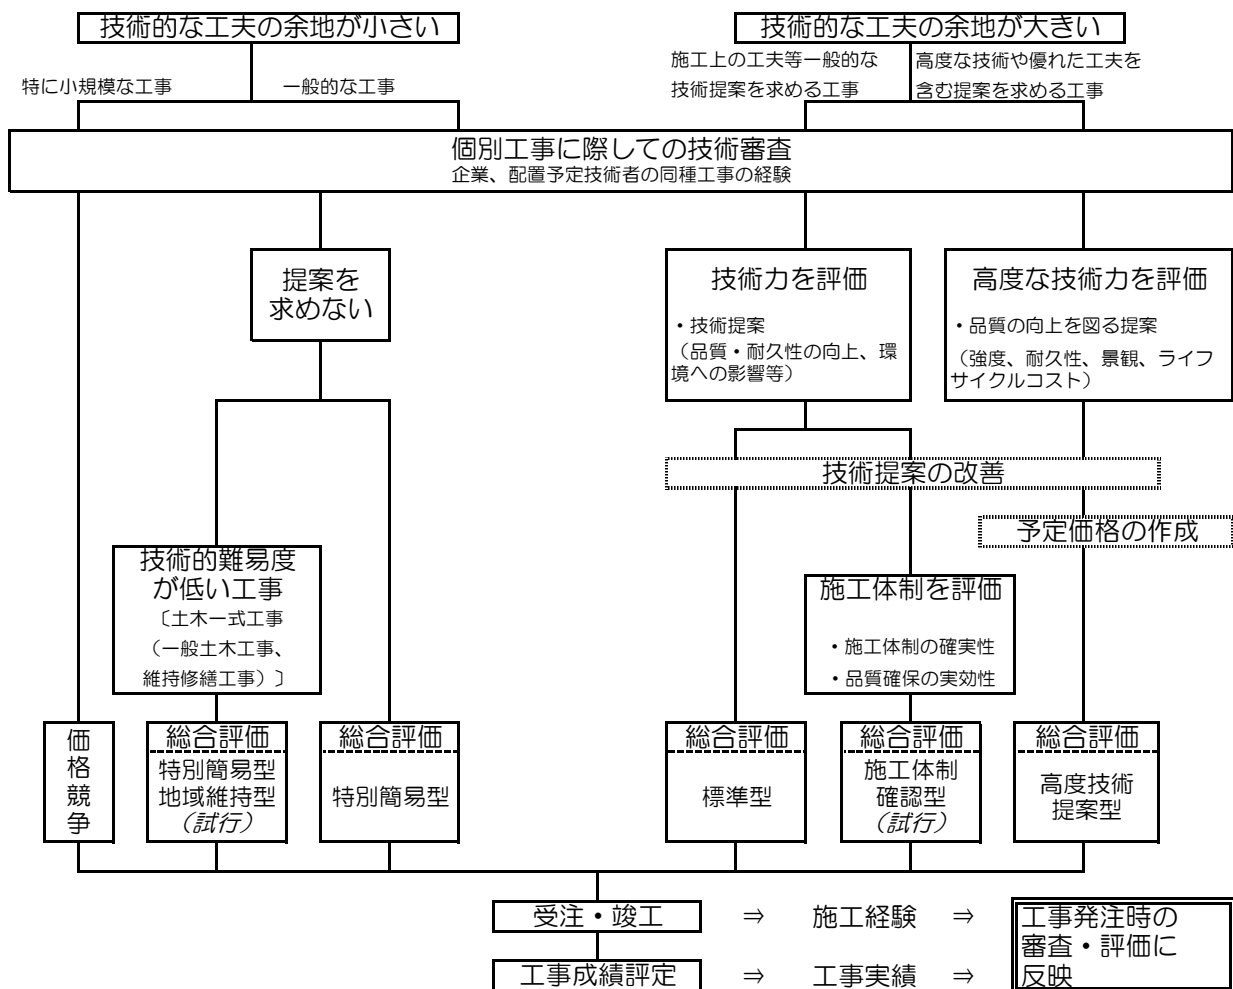 技術的な工夫の余地が小さい
技術的な工夫の余地が大きい
特に小規模な工事
一般的な工事
施工上の工夫等一般的な
技術提案を求める工事
高度な技術や優れた工夫を
含む提案を求める工事
個別工事に際しての技術審査
企業、配置予定技術者の同種工事の経験
提案を
求めない
技術力を評価
・技術提案
（品質・耐久性の向上、環
境への影響等）
高度な技術力を評価
・品質の向上を図る提案
（強度、耐久性、景観、ライフ
サイクルコスト）
技術提案の改善
予定価格の作成
技術的難易度
が低い工事
〔土木一式工事
（一般土木工事、
維持修繕工事）〕
施工体制を評価
・施工体制の確実性
・品質確保の実効性
価格競争
総合評価
特別簡易型
地域維持型
（試行）
総合評価
特別簡易型
総合評価
標準型
総合評価
施工体制
確認型
（試行）
総合評価
高度技術
提案型
受注・竣工 ⇒ 施工経験 ⇒
工事成績評定 ⇒ 工事実績 ⇒
工事発注時の
審査・評価に
反映